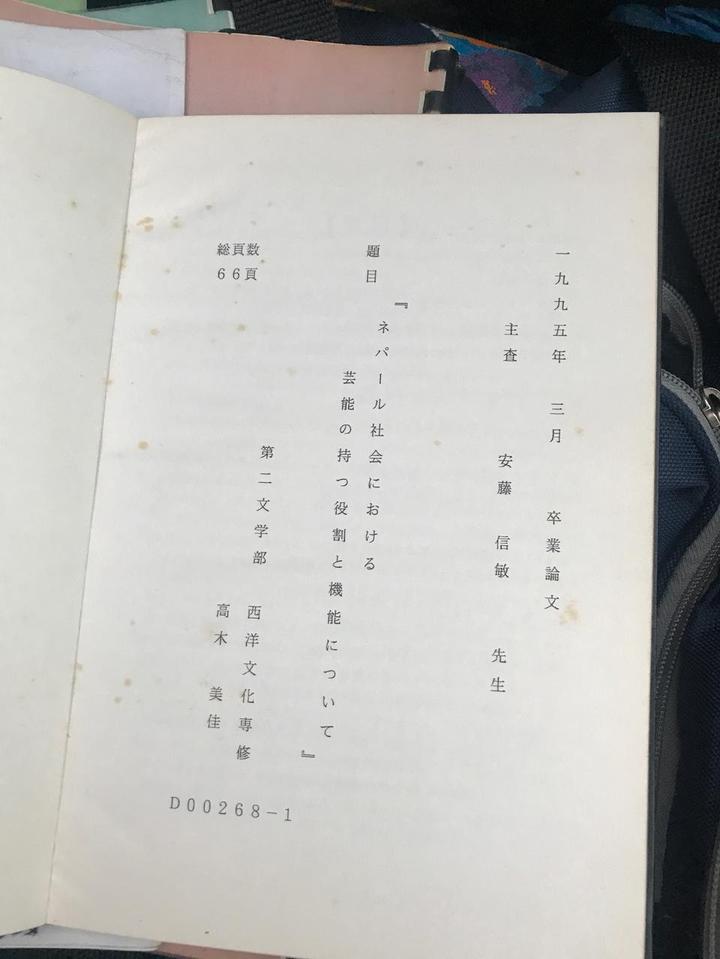 一九九五年 三月 卒業論文
主査 安藤 信敏 先生
題目
『ネパール社会における
芸能の持つ役割と機能について』
総頁数
66頁
第二文学部
西洋文化専修
高木 美佳
D00268-1